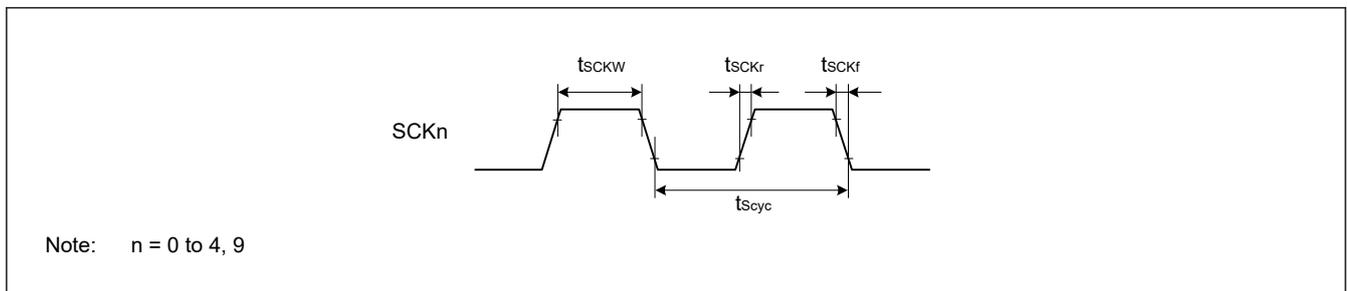 tSCKW tSCKr tSCKf
SCKn
tScyc
Note: n = 0 to 4, 9